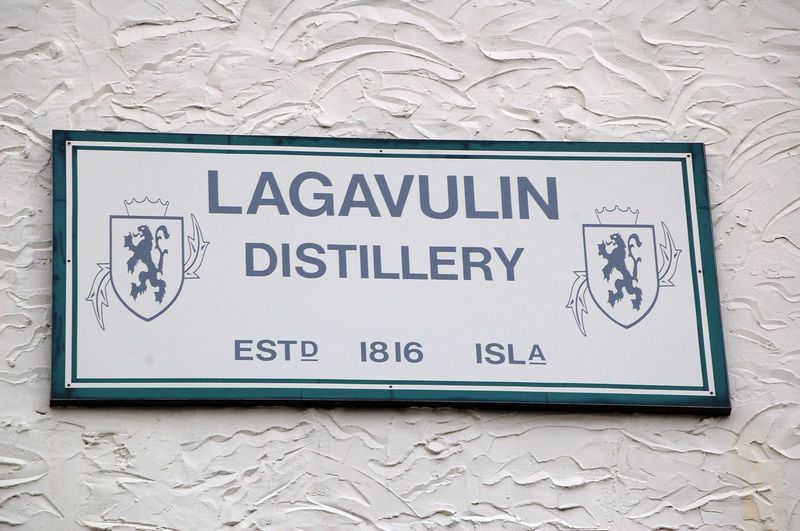 LAGAVULIN
DISTILLERY
ESTD 1816 ISLA